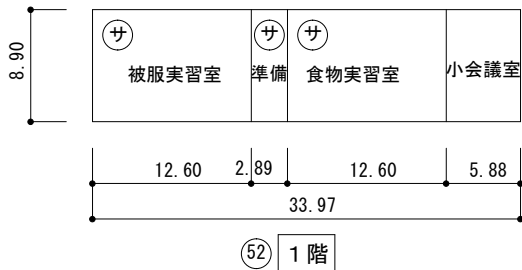 サ サ サ
被服実習室 準備 食物実習室 小会議室
8.90
12.60 2.89 12.60 5.88
33.97
52 1階